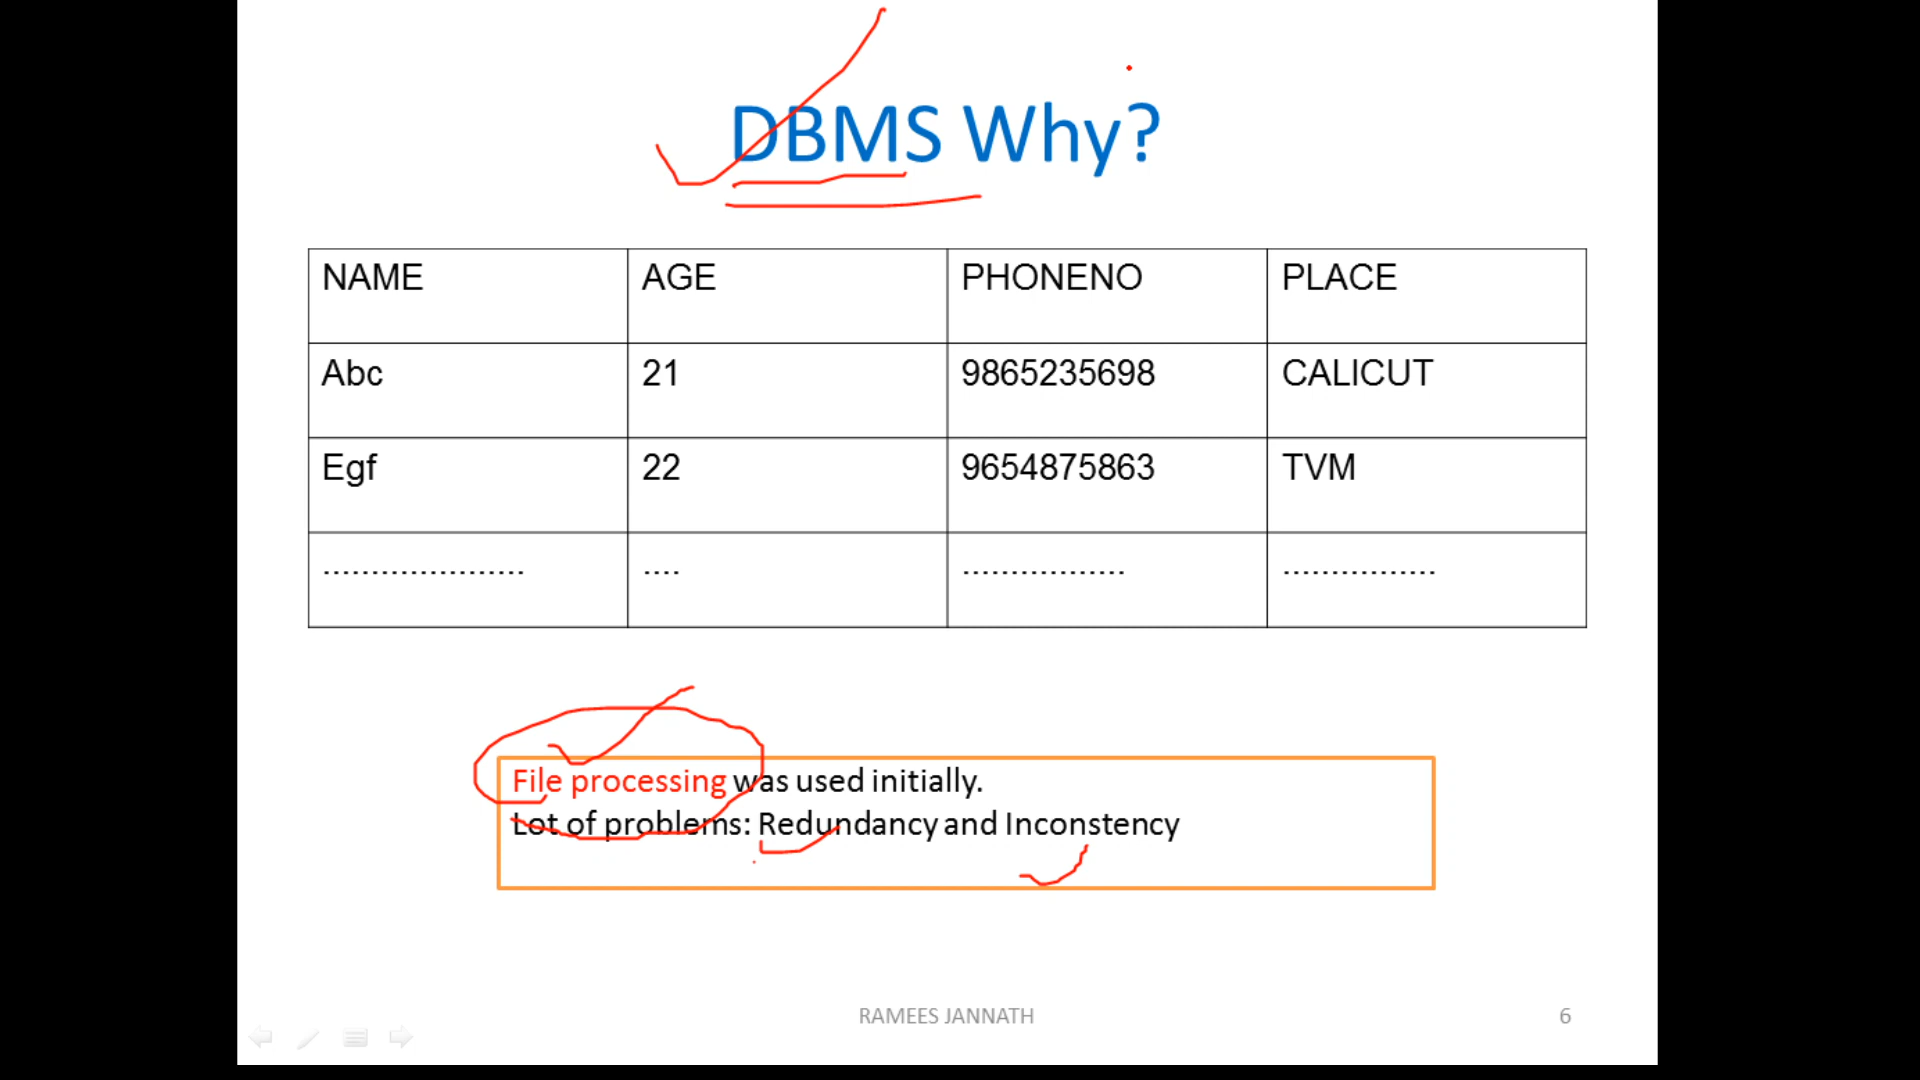 DBMS Why?
NAME AGE PHONENO PLACE
Abc 21 9865235698 CALICUT
Egf 22 9654875863 TVM
..................... .... ................. ................
File processing was used initially.
Lot of problems: Redundancy and Inconstency
RAMEES JANNATH 6